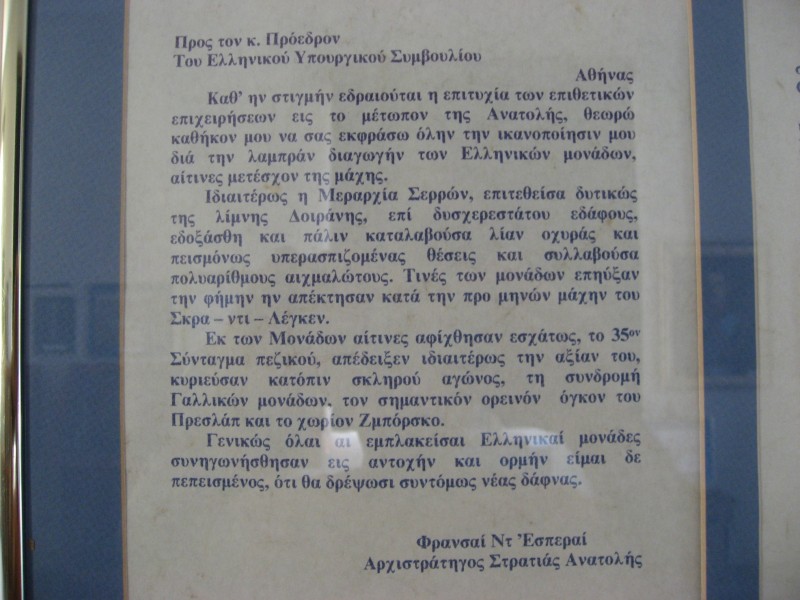 Προς τον κ. Πρόεδρον
Του Ελληνικού Υπουργικού Συμβουλίου
Αθήνας
Καθ’ ην στιγμήν εδραιούται η επιτυχία των επιθετικών
επιχειρήσεων εις το μέτωπον της Ανατολής, θεωρώ
καθήκον μου να σας εκφράσω όλην την ικανοποίησιν μου
διά την λαμπράν διαγωγήν των Ελληνικών μονάδων,
αίτινες μετέσχον της μάχης.
Ιδιαιτέρως η Μεραρχία Σερρών, επιτεθείσα δυτικώς
της λίμνης Δοϊράνης, επί δυσχερεστάτου εδάφους,
εδοξάσθη και πάλιν καταλαβούσα λίαν οχυράς και
πεισμόνως υπερασπιζομένας θέσεις και συλλαβούσα
πολυαρίθμους αιχμαλώτους. Τινές των μονάδων επηύξαν
την φήμην ην απέκτησαν κατά την προ μηνών μάχην του
Σκρα – ντι – Λέγκεν.
Εκ των Μονάδων αίτινες αφίχθησαν εσχάτως, το 35ον
Σύνταγμα πεζικού, απέδειξεν ιδιαιτέρως την αξίαν του,
κυριεύσαν κατόπιν σκληρού αγώνος, τη συνδρομή
Γαλλικών μονάδων, τον σημαντικόν ορεινόν όγκον του
Πρεσλάπ και το χωρίον Ζμπόρσκο.
Γενικώς όλαι αι εμπλακείσαι Ελληνικαί μονάδες
συνηγωνήσθησαν εις αντοχήν και ορμήν είμαι δε
πεπεισμένος, ότι θα δρέψωσι συντόμως νέας δάφνας.
Φρανσαί Ντ ’Εσπεραί
Αρχιστράτηγος Στρατιάς Ανατολής